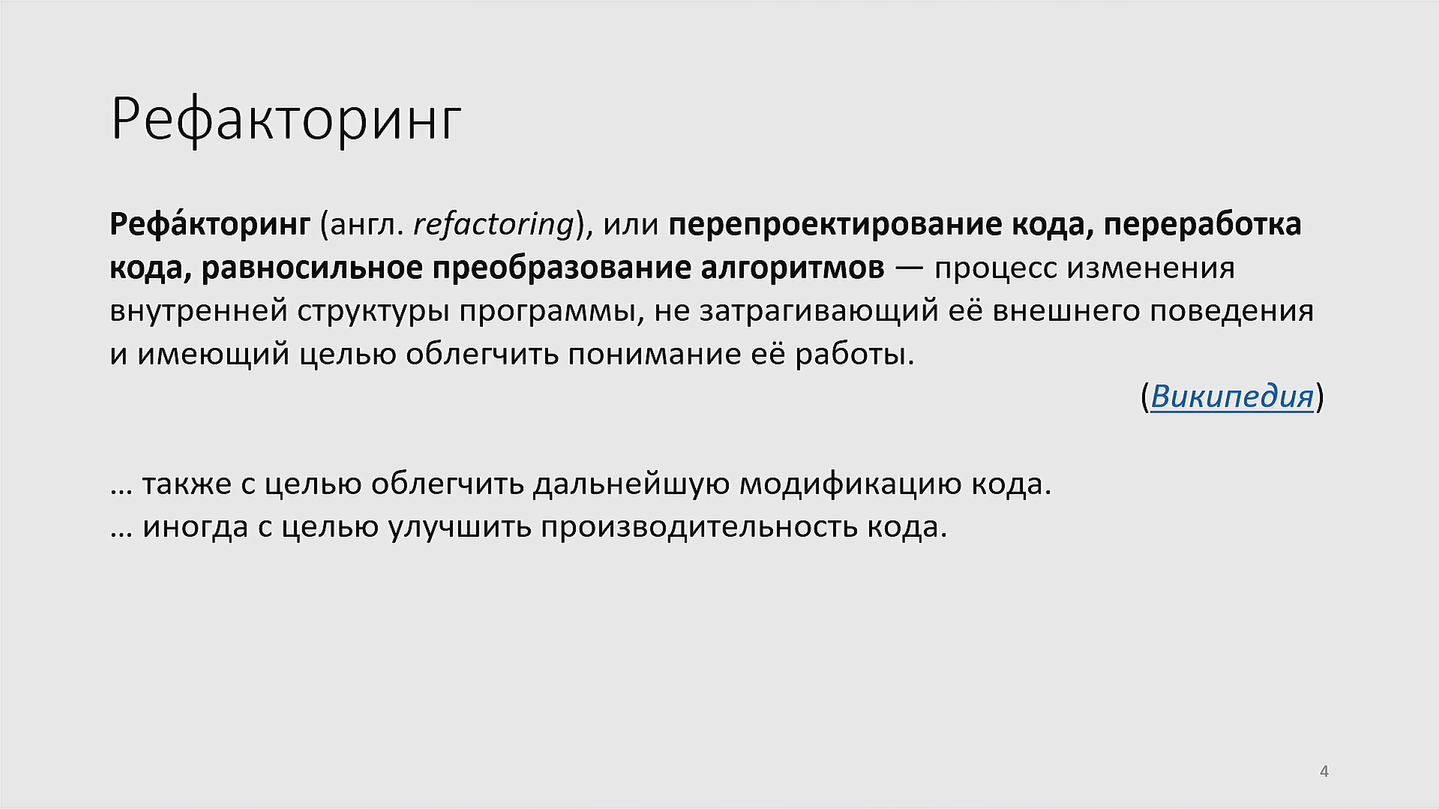 Рефакторинг
Рефа́кторинг (англ. refactoring), или перепроектирование кода, переработка
кода, равносильное преобразование алгоритмов — процесс изменения
внутренней структуры программы, не затрагивающий её внешнего поведения
и имеющий целью облегчить понимание её работы.
(Википедия)
… также с целью облегчить дальнейшую модификацию кода.
… иногда с целью улучшить производительность кода.
4